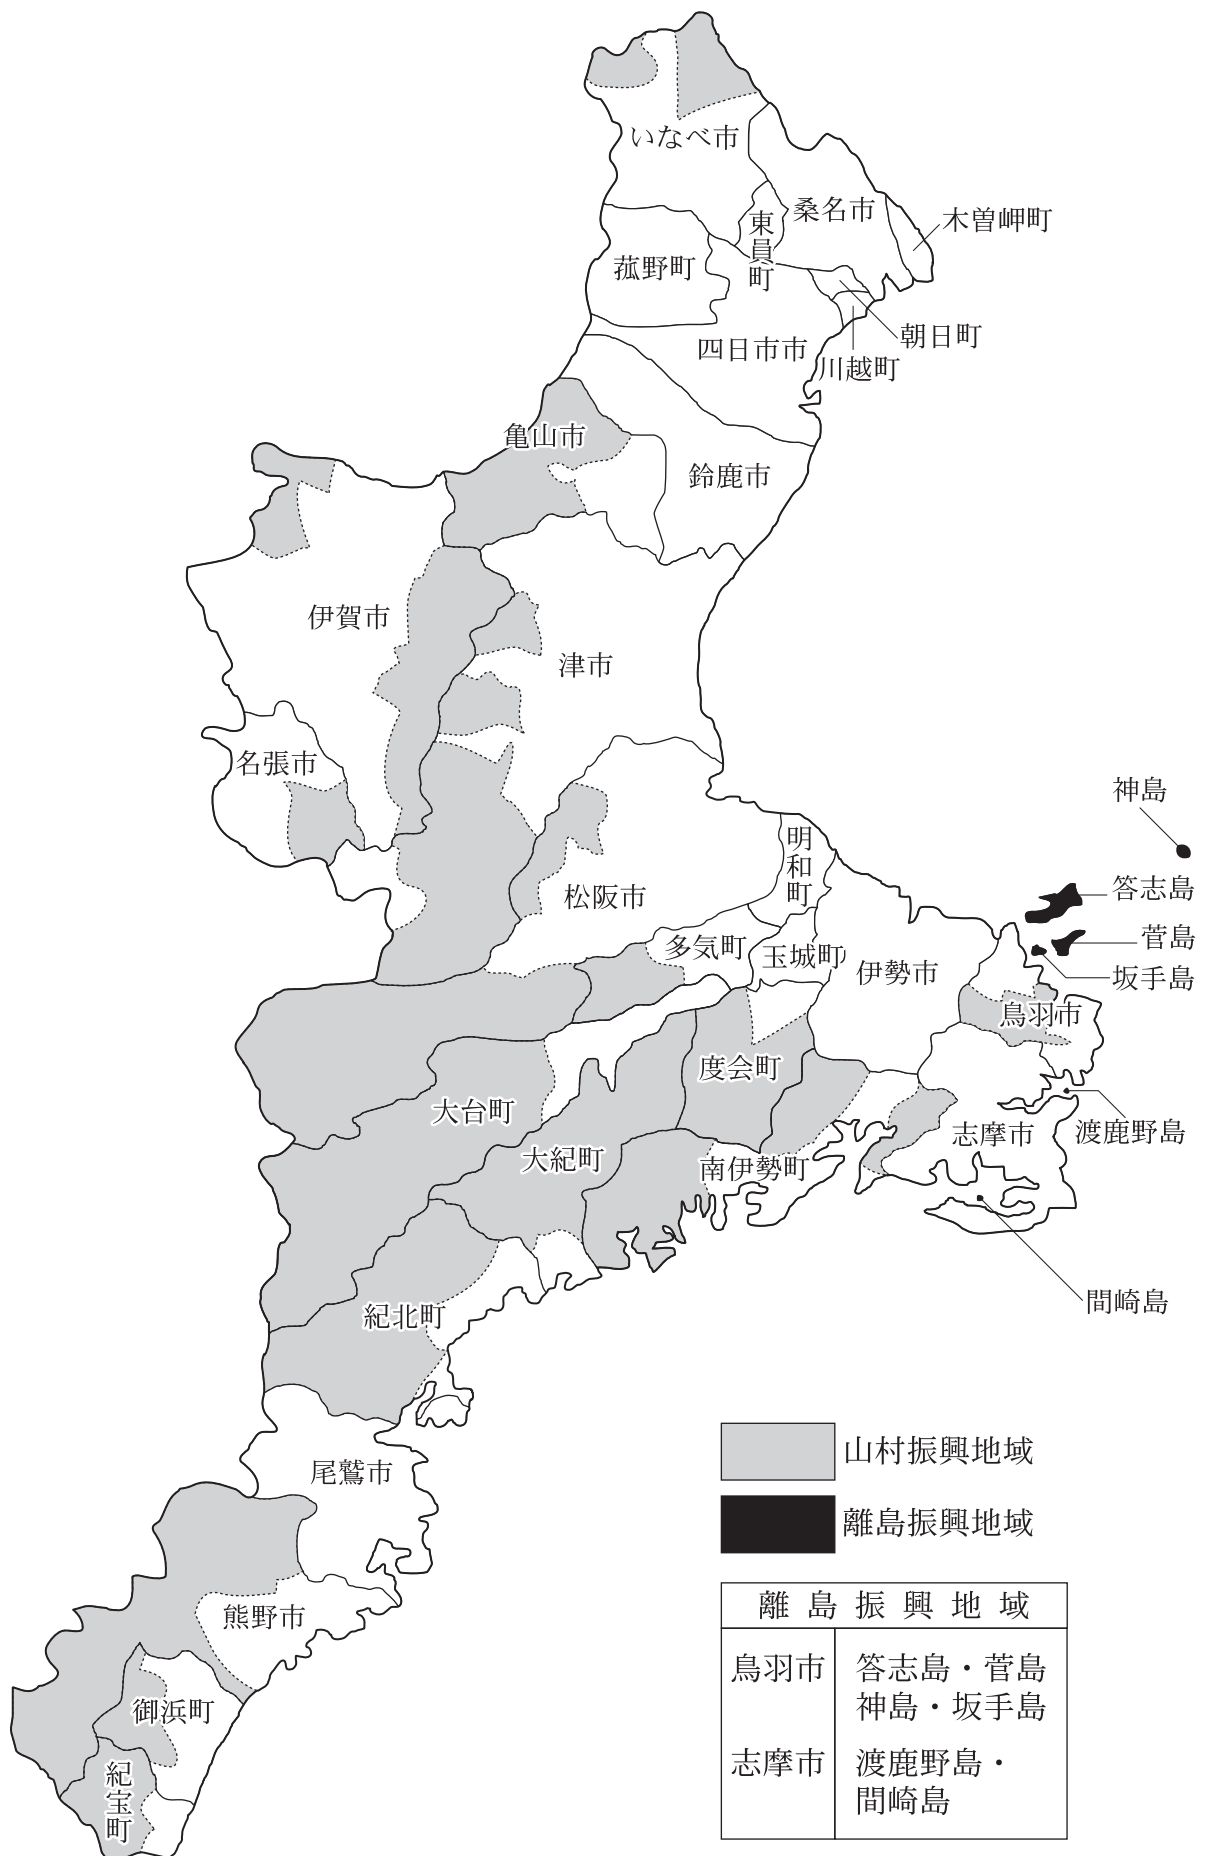 いなべ市
桑名市
木曽岬町
東員町
菰野町
朝日町
四日市市
川越町
亀山市
鈴鹿市
伊賀市
津市
名張市
神島
明和町
答志島
松阪市
菅島
多気町
玉城町
伊勢市
坂手島
鳥羽市
度会町
大台町
志摩市
渡鹿野島
大紀町
南伊勢町
間崎島
紀北町
山村振興地域
尾鷲市
離島振興地域
離島振興地域
熊野市
鳥羽市
答志島・菅島
神島・坂手島
御浜町
志摩市
渡鹿野島・
間崎島
紀宝町